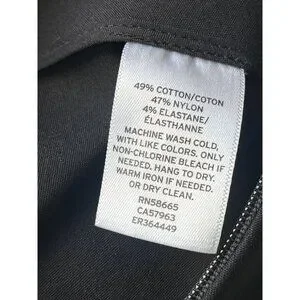 49% COTTON/COTON
47% NYLON
4% ELASTANE/
ÉLASTHANNE
MACHINE WASH COLD,
WITH LIKE COLORS. ONLY
NON-CHLORINE BLEACH IF
NEEDED. HANG TO DRY.
WARM IRON IF NEEDED.
OR DRY CLEAN.
RN58665
CA57963
ER364449